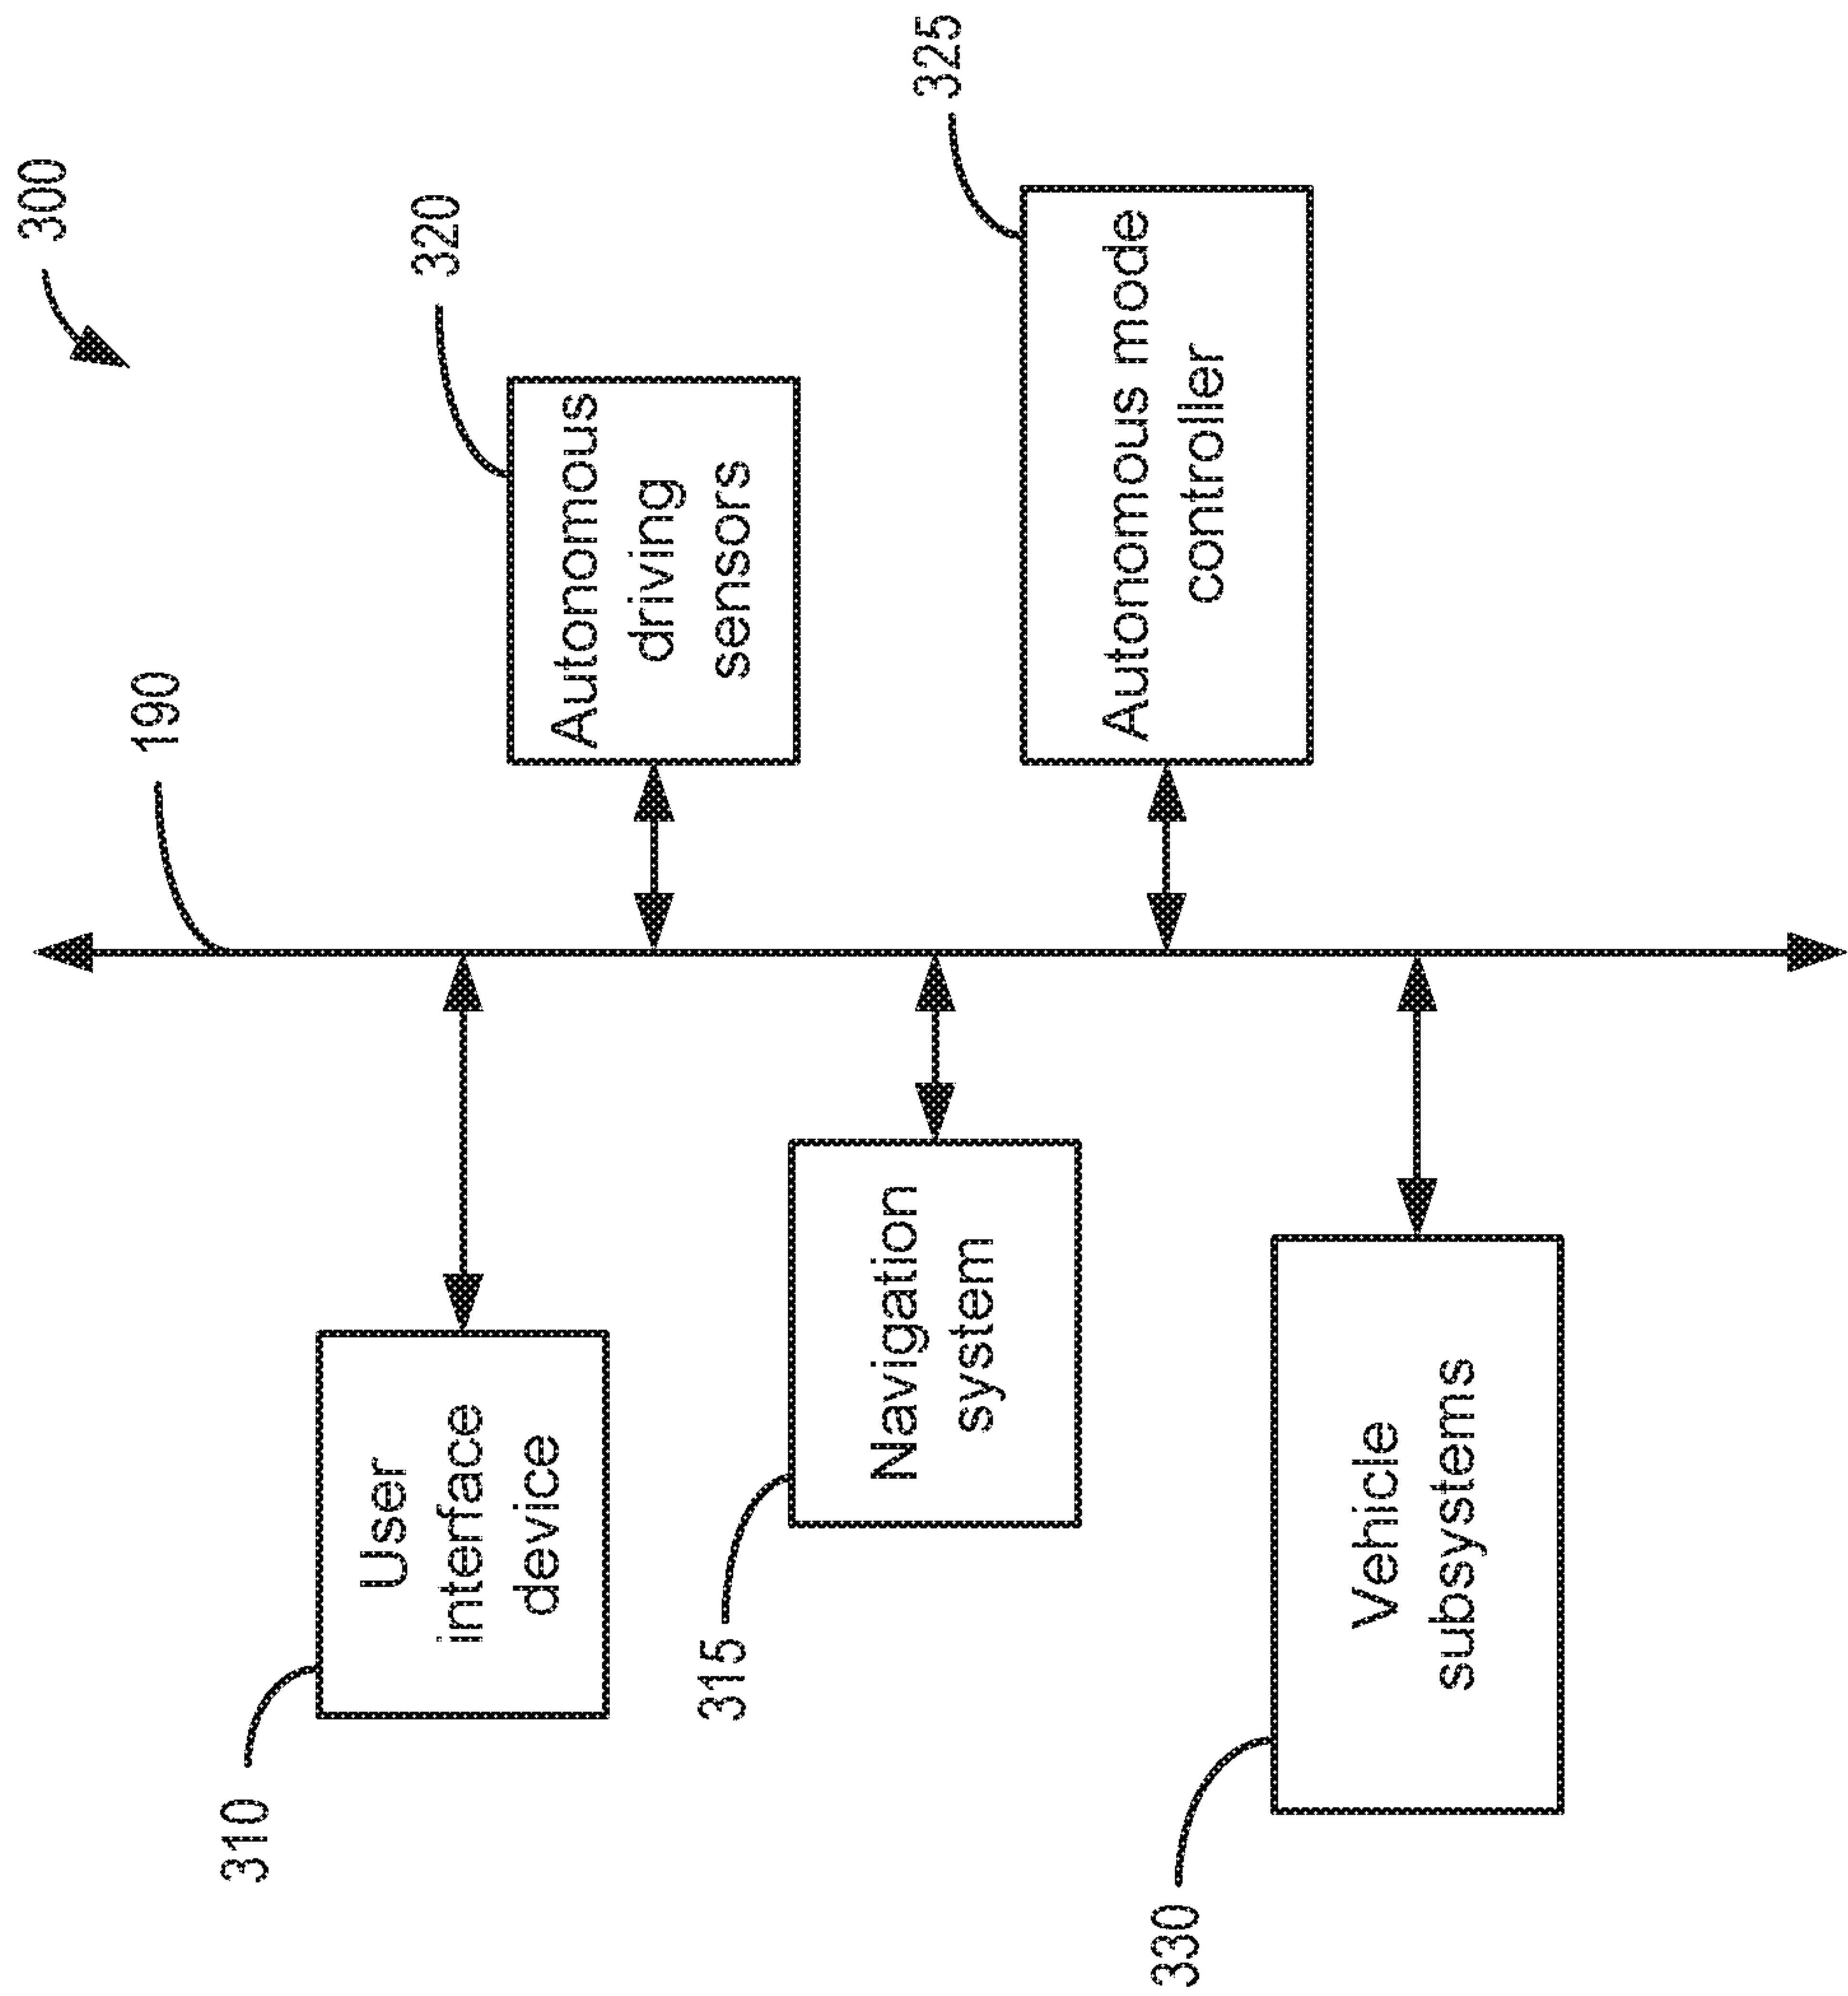 300
190
320
Autonomous
driving
sensors
325
Autonomous mode
controller
310
User
interface
device
315
Navigation
system
330
Vehicle
subsystems